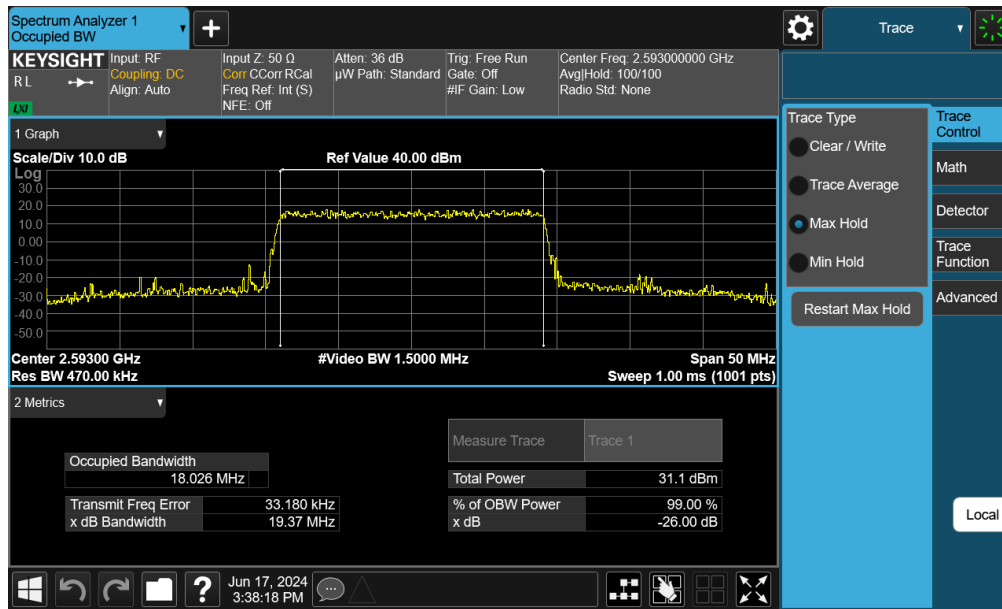 Spectrum Analyzer 1
Occupied BW
Trace
KEYSIGHT Input: RF Input Z: 50 Ω Atten: 36 dB Trig: Free Run Center Freq: 2.593000000 GHz
R L Coupling: DC Corr CCorr RCal µW Path: Standard Gate: Off Avg|Hold: 100/100
Align: Auto Freq Ref: Int (S) #IF Gain: Low Radio Std: None
LXI NFE: Off
1 Graph
Scale/Div 10.0 dB Ref Value 40.00 dBm
Log
30.0
20.0
10.0
0.00
-10.0
-20.0
-30.0
-40.0
-50.0
Center 2.59300 GHz #Video BW 1.5000 MHz Span 50 MHz
Res BW 470.00 kHz Sweep 1.00 ms (1001 pts)
2 Metrics
Measure Trace Trace 1
Occupied Bandwidth
18.026 MHz Total Power 31.1 dBm
Transmit Freq Error 33.180 kHz % of OBW Power 99.00 %
x dB Bandwidth 19.37 MHz x dB -26.00 dB
Trace Type
Clear / Write
Trace Average
Max Hold
Min Hold
Restart Max Hold
Trace
Control
Math
Detector
Trace
Function
Advanced
Local
? Jun 17, 2024
3:38:18 PM